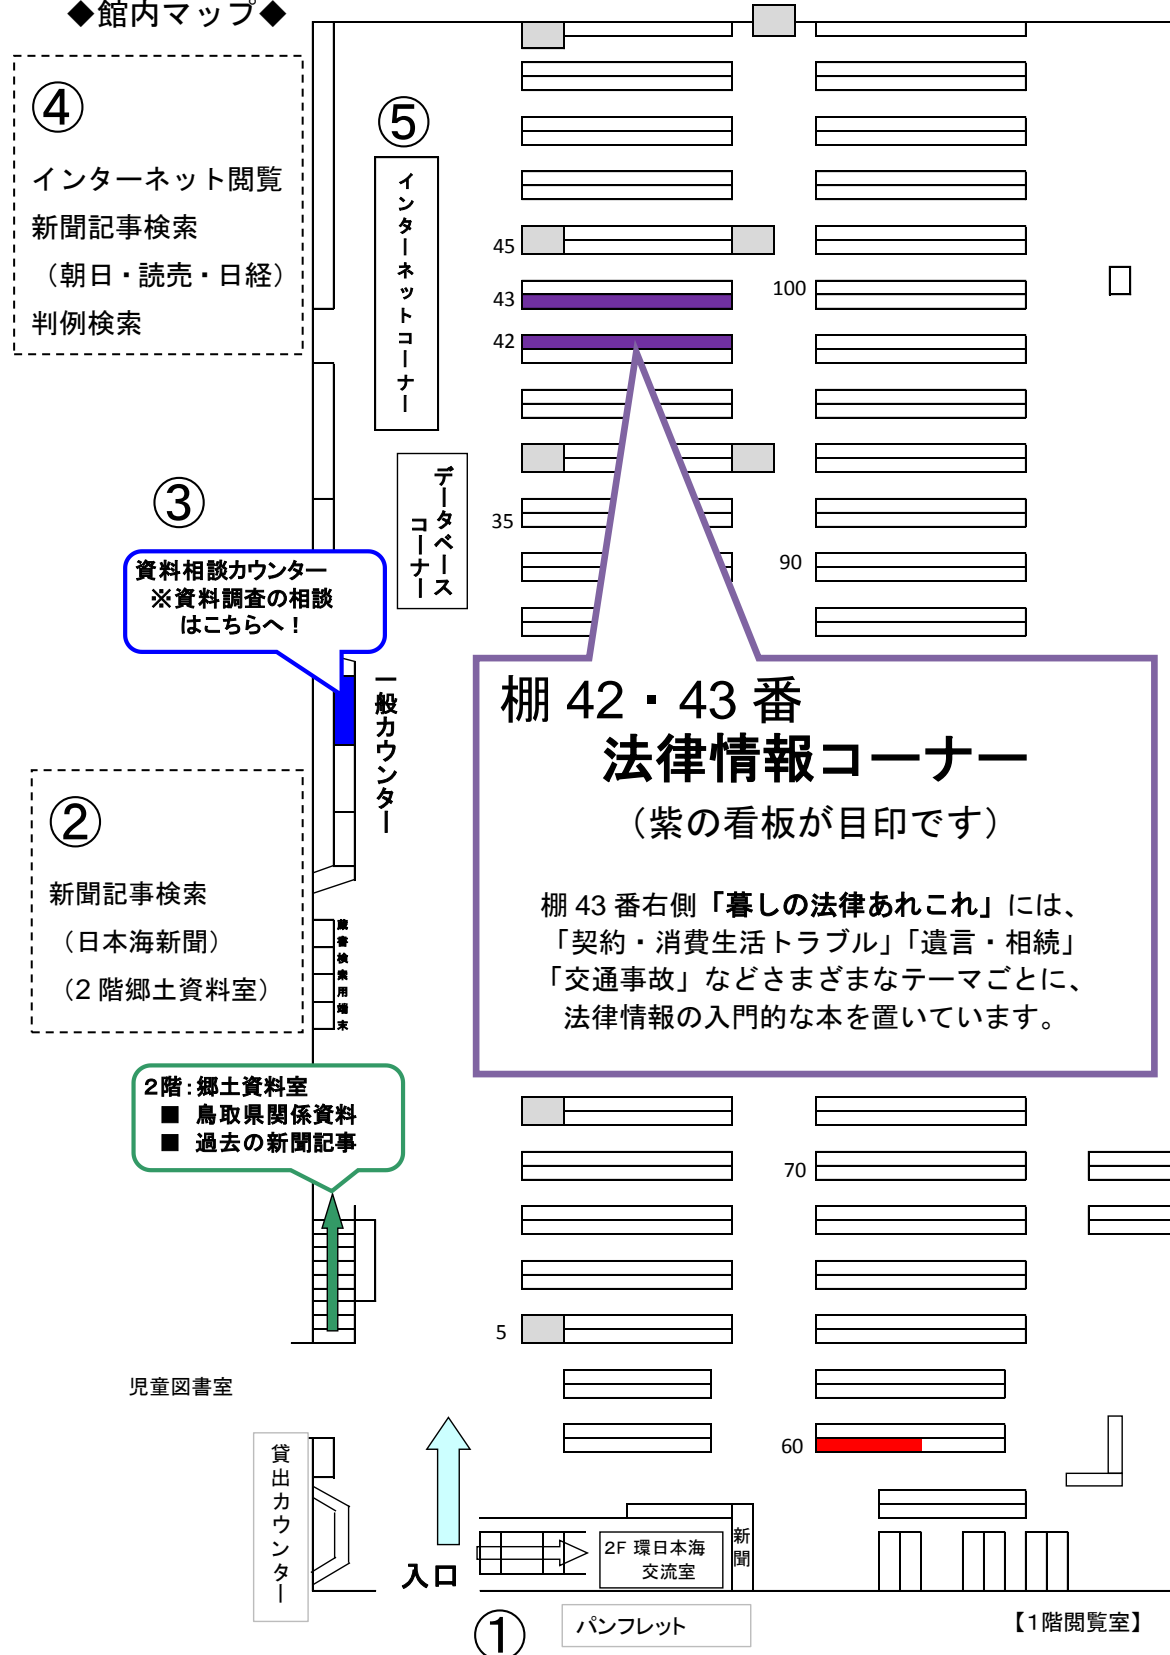 ◆館内マップ◆
④
インターネット閲覧
新聞記事検索
（朝日・読売・日経）
判例検索
⑤
インターネットコーナー
45
43
42
100
データベース
コーナー
35
90
③
資料相談カウンター
※資料調査の相談
はこちらへ！
一般カウンター
棚 42・43 番
法律情報コーナー
（紫の看板が目印です）
棚 43 番右側「暮しの法律あれこれ」には、
「契約・消費生活トラブル」「遺言・相続」
「交通事故」などさまざまなテーマごとに、
法律情報の入門的な本を置いています。
②
新聞記事検索
（日本海新聞）
（2 階郷土資料室）
蔵書検索用端末
2階：郷土資料室
■ 鳥取県関係資料
■ 過去の新聞記事
70
5
児童図書室
60
貸出カウンター
入口
2F 環日本海
交流室
新聞
①
パンフレット
【１階閲覧室】